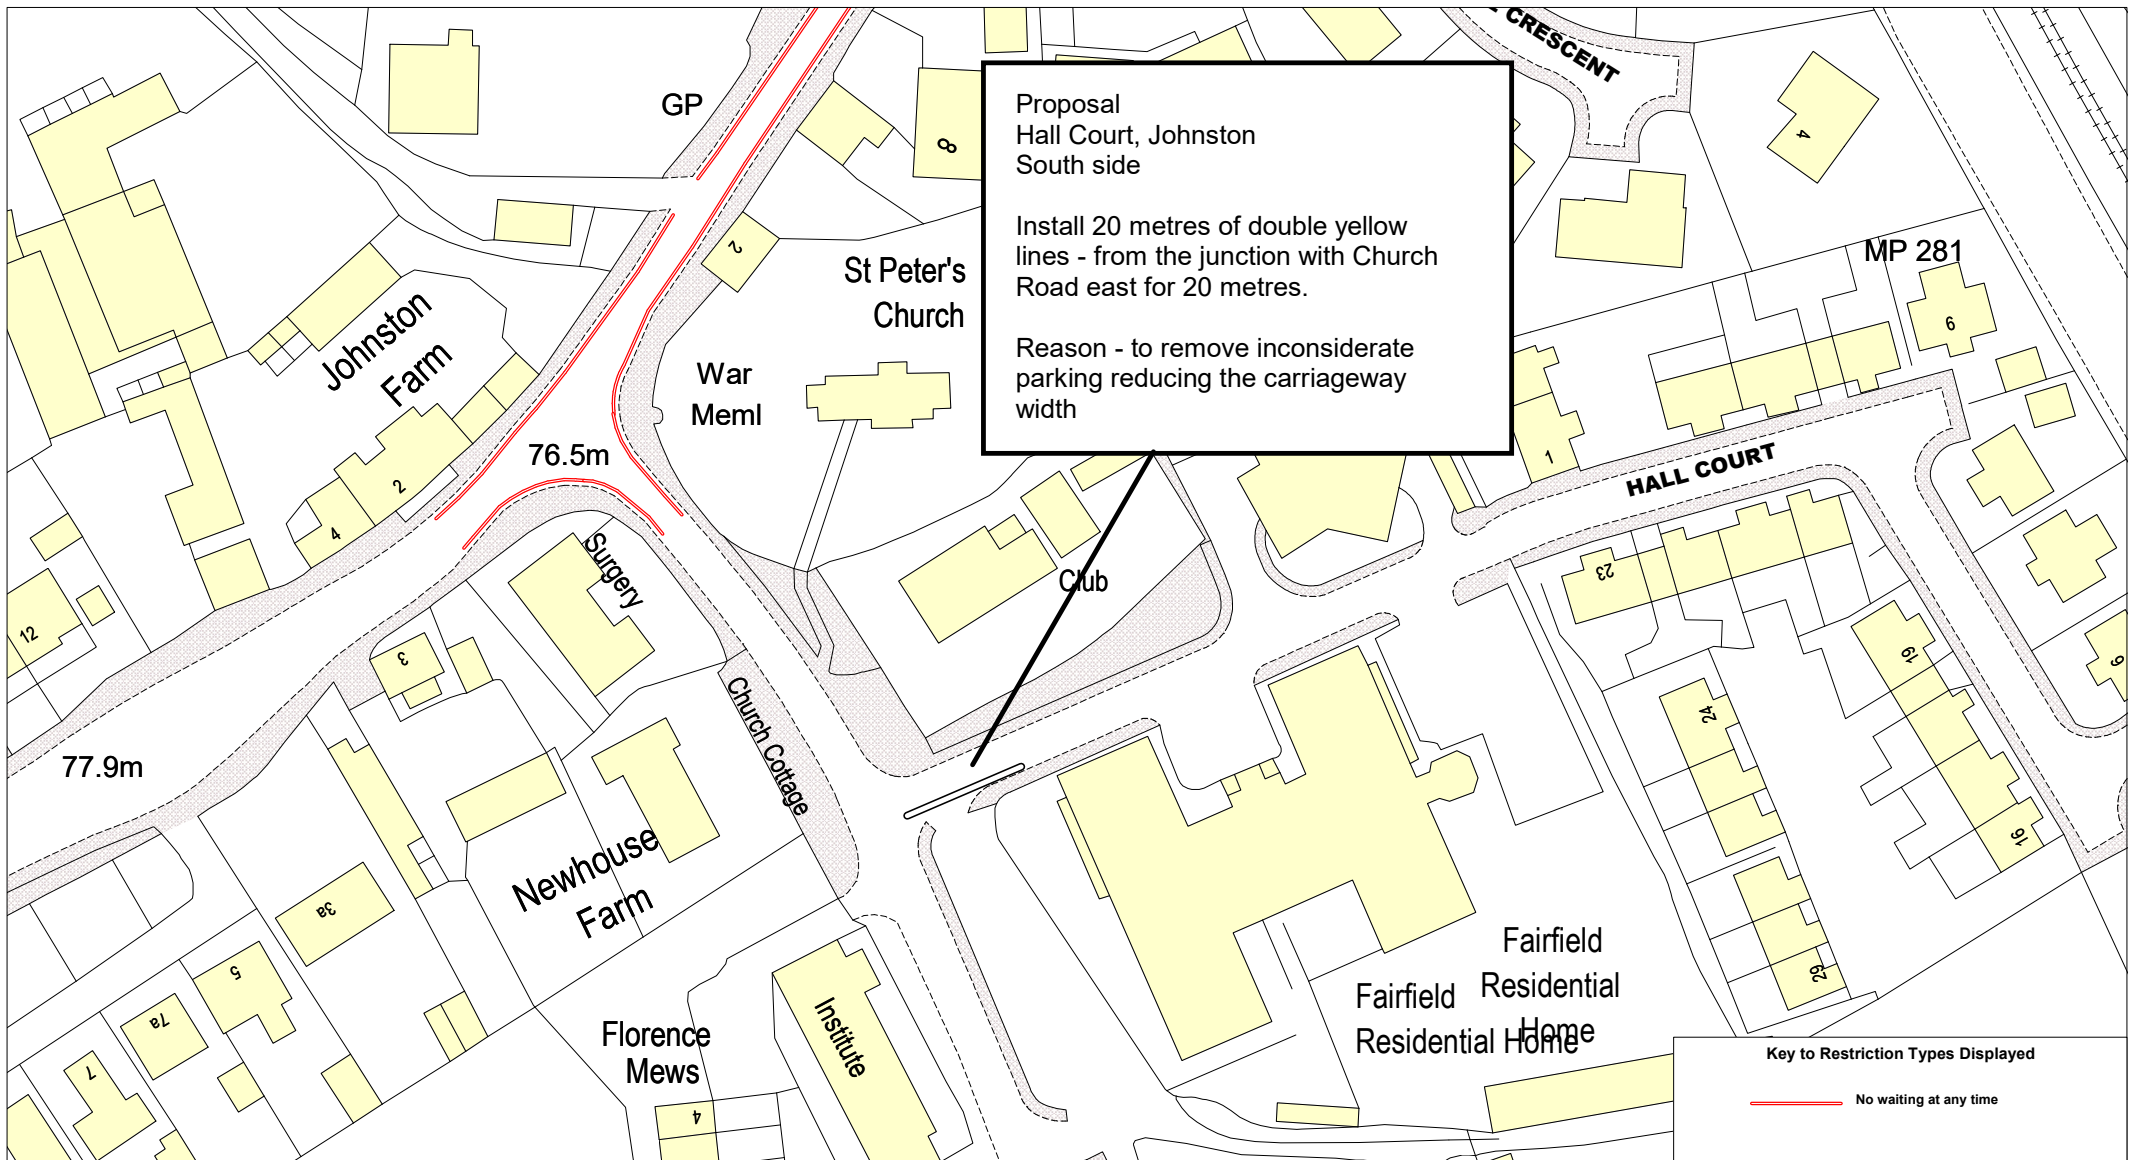 CRESCENT
GP
8
4
Proposal
Hall Court, Johnston
South side
Install 20 metres of double yellow
lines - from the junction with Church
Road east for 20 metres.
Reason - to remove inconsiderate
parking reducing the carriageway
width
2
St Peter's
Church
MP 281
9
Johnston
Farm
War
Meml
76.5m
1
HALL COURT
2
4
Surgery
Club
23
12
3
19
6
24
Church Cottage
77.9m
16
Newhouse
Farm
3a
5
7a
7
Fairfield
Residential
Home
Fairfield
Residential Home
29
Florence
Mews
Institute
4
Key to Restriction Types Displayed
No waiting at any time